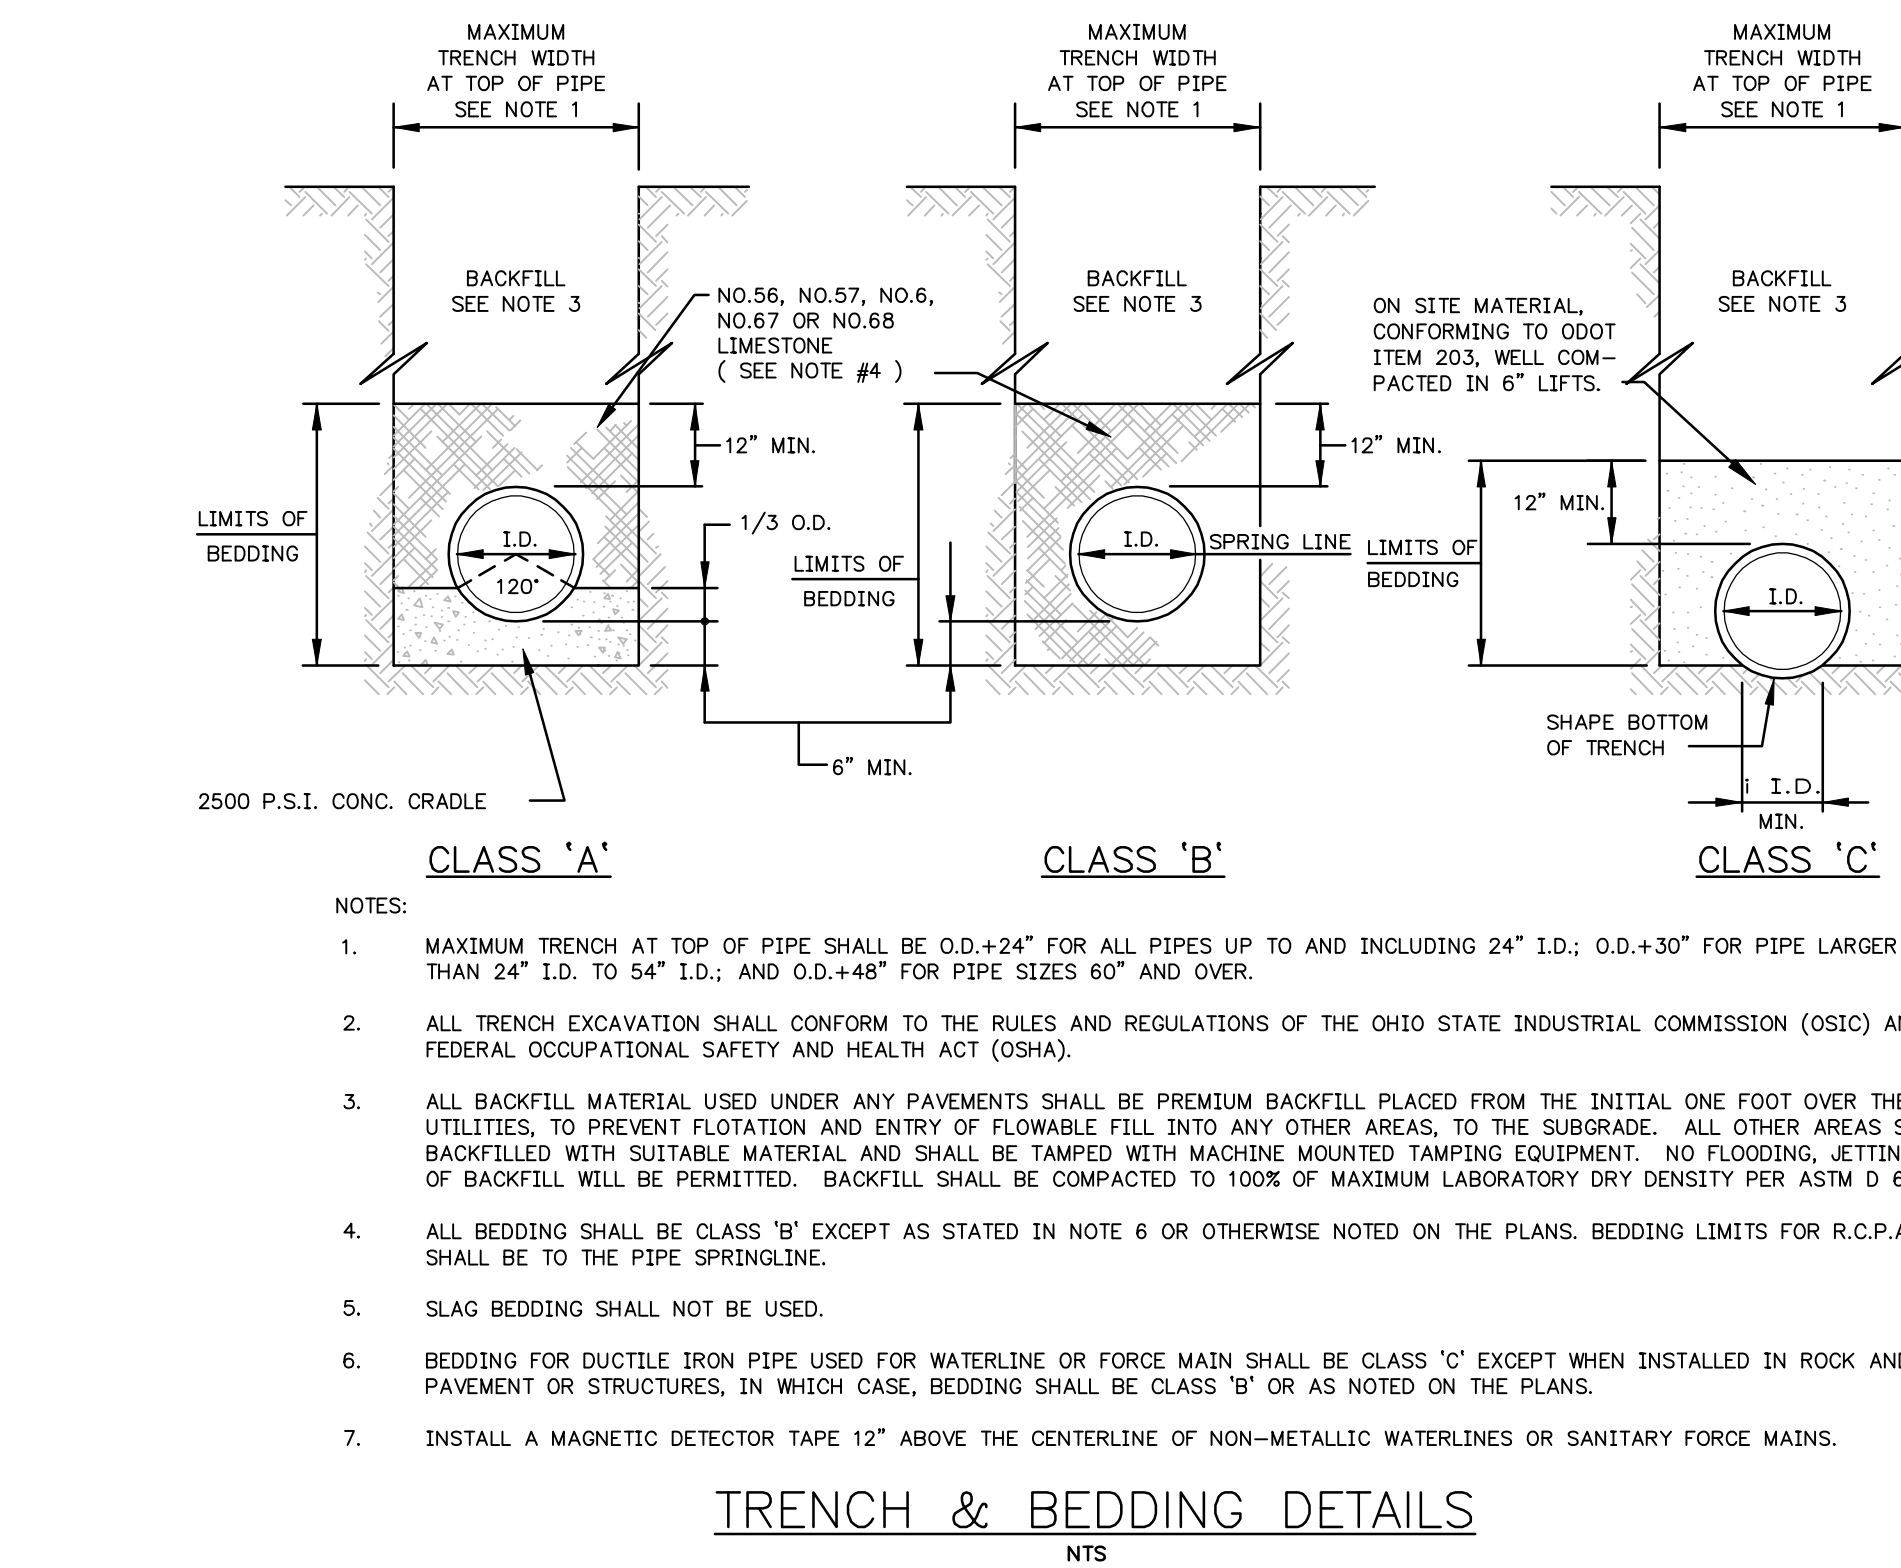 MAXIMUM
TRENCH WIDTH
AT TOP OF PIPE
SEE NOTE 1
BACKFILL
SEE NOTE 3
NO.56, NO.57, NO.6,
NO.67 OR NO.68
LIMESTONE
( SEE NOTE #4 )
12" MIN.
1/3 O.D.
LIMITS OF
BEDDING
I.D.
120°
2500 P.S.I. CONC. CRADLE
6" MIN.
CLASS 'A'
MAXIMUM
TRENCH WIDTH
AT TOP OF PIPE
SEE NOTE 1
BACKFILL
SEE NOTE 3
12" MIN.
I.D.
SPRING LINE
LIMITS OF
BEDDING
CLASS 'B'
MAXIMUM
TRENCH WIDTH
AT TOP OF PIPE
SEE NOTE 1
BACKFILL
SEE NOTE 3
ON SITE MATERIAL,
CONFORMING TO ODOT
ITEM 203, WELL COM-
PACTED IN 6" LIFTS.
12" MIN.
LIMITS OF
BEDDING
I.D.
SHAPE BOTTOM
OF TRENCH
i I.D.
MIN.
CLASS 'C'
NOTES:
1. MAXIMUM TRENCH AT TOP OF PIPE SHALL BE O.D.+24" FOR ALL PIPES UP TO AND INCLUDING 24" I.D.; O.D.+30" FOR PIPE LARGER
THAN 24" I.D. TO 54" I.D.; AND O.D.+48" FOR PIPE SIZES 60" AND OVER.
2. ALL TRENCH EXCAVATION SHALL CONFORM TO THE RULES AND REGULATIONS OF THE OHIO STATE INDUSTRIAL COMMISSION (OSIC)
FEDERAL OCCUPATIONAL SAFETY AND HEALTH ACT (OSHA).
3. ALL BACKFILL MATERIAL USED UNDER ANY PAVEMENTS SHALL BE PREMIUM BACKFILL PLACED FROM THE INITIAL ONE FOOT OVER THE
UTILITIES, TO PREVENT FLOTATION AND ENTRY OF FLOWABLE FILL INTO ANY OTHER AREAS, TO THE SUBGRADE. ALL OTHER AREAS
BACKFILLED WITH SUITABLE MATERIAL AND SHALL BE TAMPED WITH MACHINE MOUNTED TAMPING EQUIPMENT. NO FLOODING,
OF BACKFILL WILL BE PERMITTED. BACKFILL SHALL BE COMPACTED TO 100% OF MAXIMUM LABORATORY DRY DENSITY PER ASTM D
4. ALL BEDDING SHALL BE CLASS 'B' EXCEPT AS STATED IN NOTE 6 OR OTHERWISE NOTED ON THE PLANS. BEDDING LIMITS FOR
SHALL BE TO THE PIPE SPRINGLINE.
5. SLAG BEDDING SHALL NOT BE USED.
6. BEDDING FOR DUCTILE IRON PIPE USED FOR WATERLINE OR FORCE MAIN SHALL BE CLASS 'C' EXCEPT WHEN INSTALLED IN ROCK
PAVEMENT OR STRUCTURES, IN WHICH CASE, BEDDING SHALL BE CLASS 'B' OR AS NOTED ON THE PLANS.
7. INSTALL A MAGNETIC DETECTOR TAPE 12" ABOVE THE CENTERLINE OF NON-METALLIC WATERLINES OR SANITARY FORCE MAINS.
TRENCH & BEDDING DETAILS
NTS